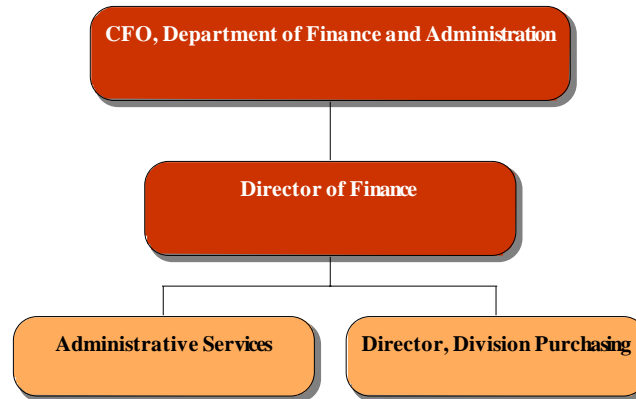 CFO, Department of Finance and Administration
Director of Finance
Administrative Services
Director, Division Purchasing